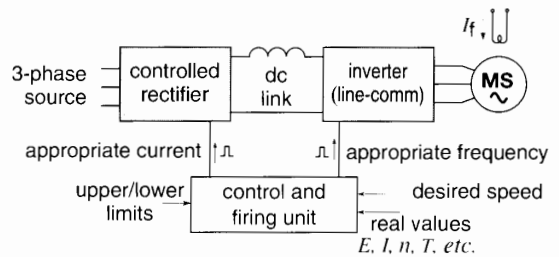 If
3-phase
source
controlled
rectifier
dc
link
inverter
(line-comm)
MS
~
appropriate current
appropriate frequency
upper/lower
limits
control and
firing unit
desired speed
real values
E, I, n, T, etc.